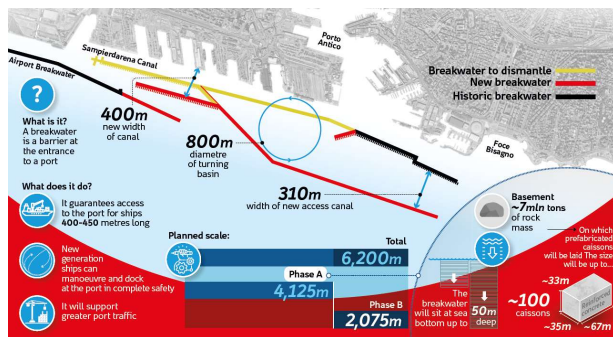 Porto
Antico
Sampierdarena Canal
Airport Breakwater
Breakwater to dismantle
New breakwater
Historic breakwater
?
What is it?
A breakwater
is a barrier at
the entrance
to a port
400m
new width
of canal
800m
diametre
of turning
basin
310m
width of new access canal
Foce
Bisagno
What does it do?
It guarantees access
to the port for ships
400-450 metres long
New
generation
ships can
manoeuvre and dock
at the port in complete safety
It will support
greater port traffic
Planned scale:
Total
6,200m
Phase A
4,125m
Phase B
2,075m
Basement
~7mln tons
of rock
mass
The
breakwater
will sit at sea
bottom up to
50m
deep
On which
prefabricated
caissons
will be laid The size
will be up to...
~100
caissons
~33m
Reinforced
concrete
~35m
~67m